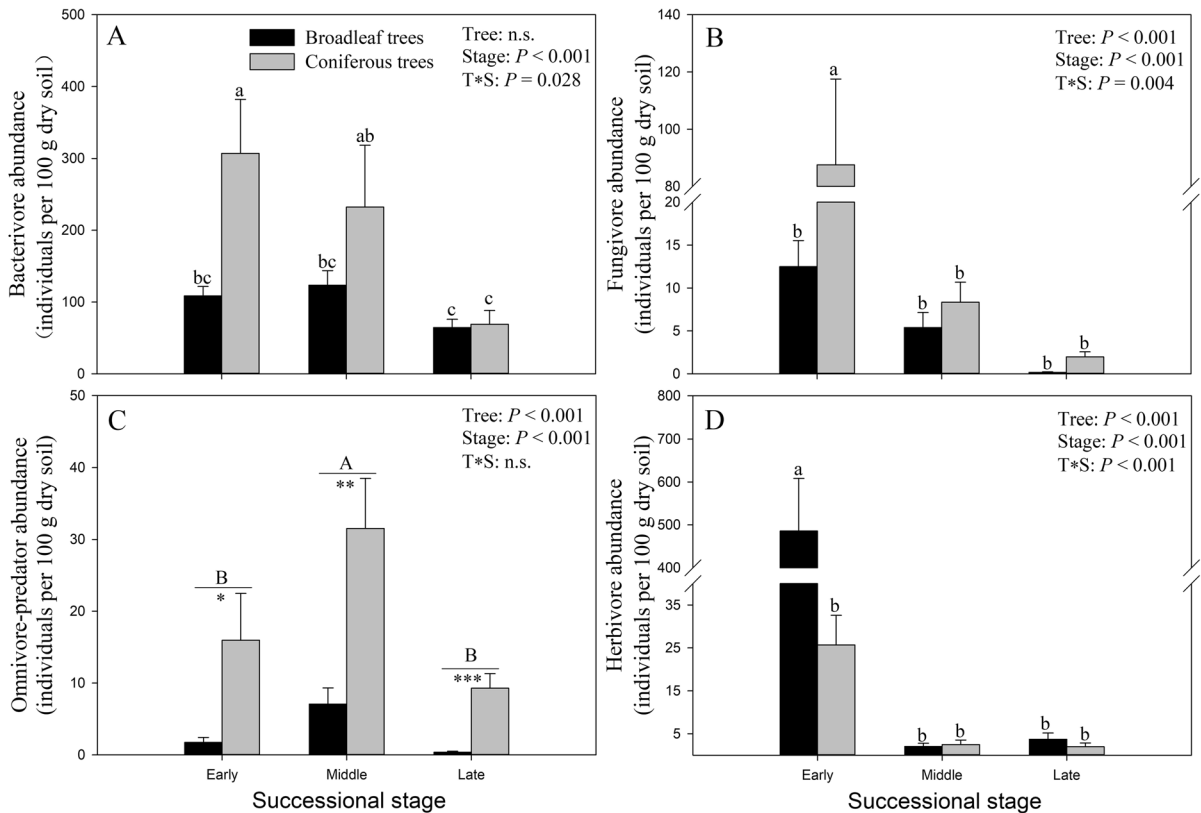 A
Broadleaf trees
Coniferous trees
Tree: n.s.
Stage: P < 0.001
T*S: P = 0.028
Bacterivore abundance
(individuals per 100 g dry soil)
500
400
300
200
100
0
bc
a
bc
ab
c
c
B
Tree: P < 0.001
Stage: P < 0.001
T*S: P = 0.004
Fungivore abundance
(individuals per 100 g dry soil)
140
120
100
80
20
15
10
5
0
b
a
b
b
b
b
C
Tree: P < 0.001
Stage: P < 0.001
T*S: n.s.
Omnivore-predator abundance
(individuals per 100 g dry soil)
50
40
30
20
10
0
B
*
A
**
B
***
Early
Middle
Late
Successional stage
D
Tree: P < 0.001
Stage: P < 0.001
T*S: P < 0.001
Herbivore abundance
(individuals per 100 g dry soil)
800
700
600
500
400
35
25
15
5
a
b
b
b
b
b
Early
Middle
Late
Successional stage